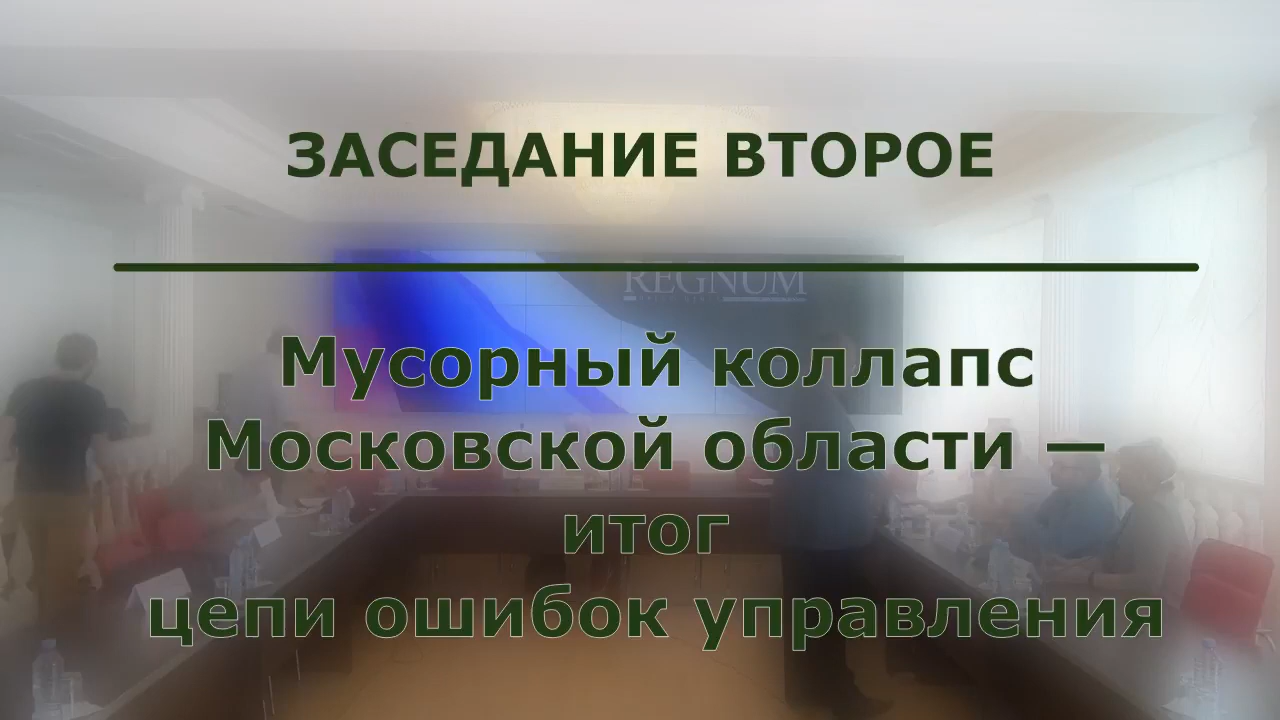 ЗАСЕДАНИЕ ВТОРОЕ
REGNUM
Мусорный коллапс
Московской области —
итог
цепи ошибок управления